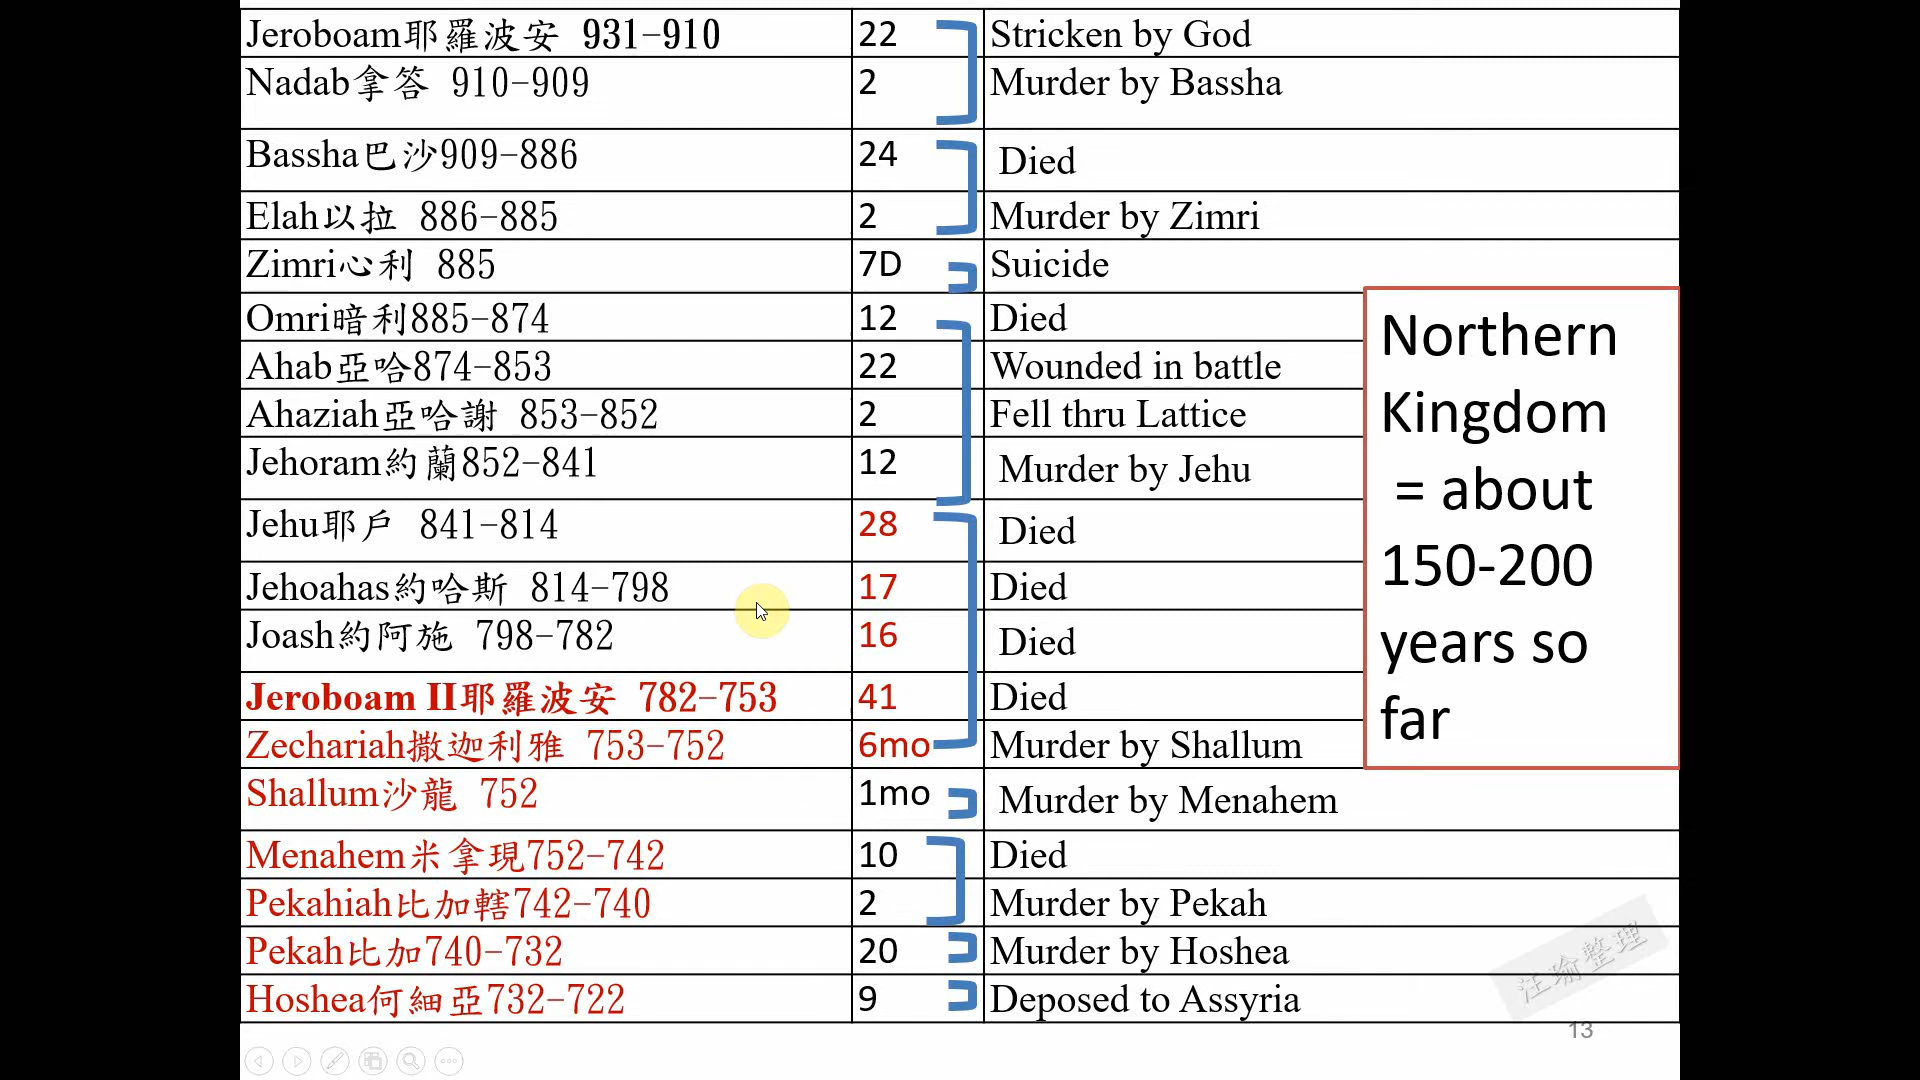 Jeroboam耶羅波安 931-910 22 Stricken by God
Nadab拿答 910-909 2 Murder by Bassha
Bassha巴沙909-886 24 Died
Elah以拉 886-885 2 Murder by Zimri
Zimri心利 885 7D Suicide
Omri暗利885-874 12 Died
Ahab亞哈874-853 22 Wounded in battle
Ahaziah亞哈謝 853-852 2 Fell thru Lattice
Jehoram約蘭852-841 12 Murder by Jehu
Jehu耶戶 841-814 28 Died
Jehoahas約哈斯 814-798 17 Died
Joash約阿施 798-782 16 Died
Jeroboam II耶羅波安 782-753 41 Died
Zechariah撒迦利雅 753-752 6mo Murder by Shallum
Shallum沙龍 752 1mo Murder by Menahem
Menahem米拿現752-742 10 Died
Pekahiah比加轄742-740 2 Murder by Pekah
Pekah比加740-732 20 Murder by Hoshea
Hoshea何細亞732-722 9 Deposed to Assyria
Northern
Kingdom
= about
150-200
years so
far
汪瑜整理
13